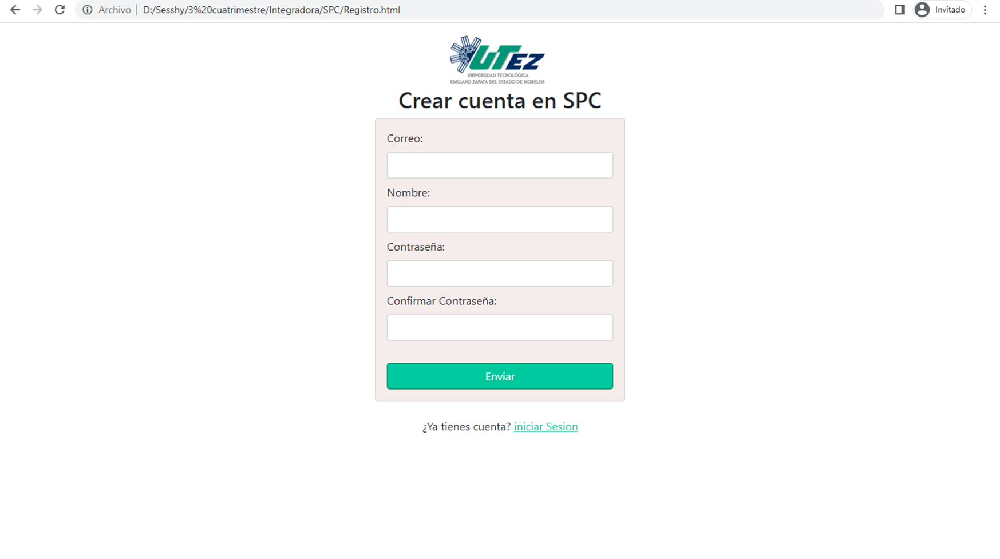 Archivo | D:/Sesshy/3%20cuatrimestre/Integradora/SPC/Registro.html
Invitado
UTEZ
UNIVERSIDAD TECNOLÓGICA
EMILIANO ZAPATA DEL ESTADO DE MORELOS
Crear cuenta en SPC
Correo:
Nombre:
Contraseña:
Confirmar Contraseña:
Enviar
¿Ya tienes cuenta? iniciar Sesion